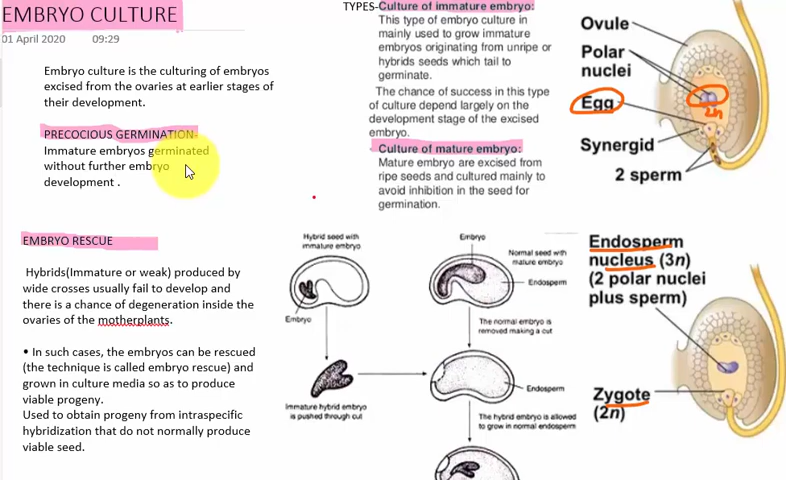 EMBRYO CULTURE
01 April 2020 09:29
Embryo culture is the culturing of embryos
excised from the ovaries at earlier stages of
their development.
PRECOCIOUS GERMINATION-
Immature embryos germinated
without further embryo
development .
EMBRYO RESCUE
Hybrids(Immature or weak) produced by
wide crosses usually fail to develop and
there is a chance of degeneration inside the
ovaries of the motherplants.
• In such cases, the embryos can be rescued
(the technique is called embryo rescue) and
grown in culture media so as to produce
viable progeny.
Used to obtain progeny from intraspecific
hybridization that do not normally produce
viable seed.
TYPES-Culture of immature embryo:
This type of embryo culture in
mainly used to grow immature
embryos originating from unripe or
hybrids seeds which tail to
germinate.
The chance of success in this type
of culture depend largely on the
development stage of the excised
embryo.
Culture of mature embryo:
Mature embryo are excised from
ripe seeds and cultured mainly to
avoid inhibition in the seed for
germination.
Hybrid seed with
immature embryo
Embryo
Embryo
Normal seed with
mature embryo
Endosperm
The normal embryo is
removed making a cut
Immature hybrid embryo
is pushed through cut
Endosperm
The hybrid embryo is allowed
to grow in normal endosperm
Ovule
Polar
nuclei
Egg
2n
Synergid
2 sperm
Endosperm
nucleus (3n)
(2 polar nuclei
plus sperm)
Zygote
(2n)